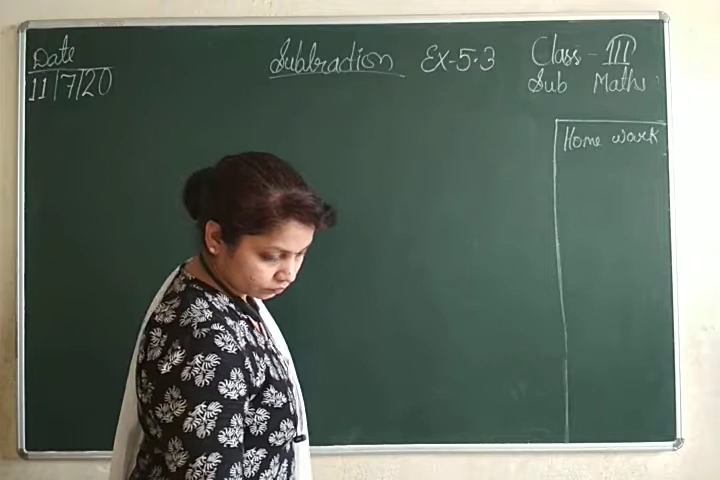 Date
11/7/20
Subtraction Ex-5.3
Class - III
Sub Maths
Home work